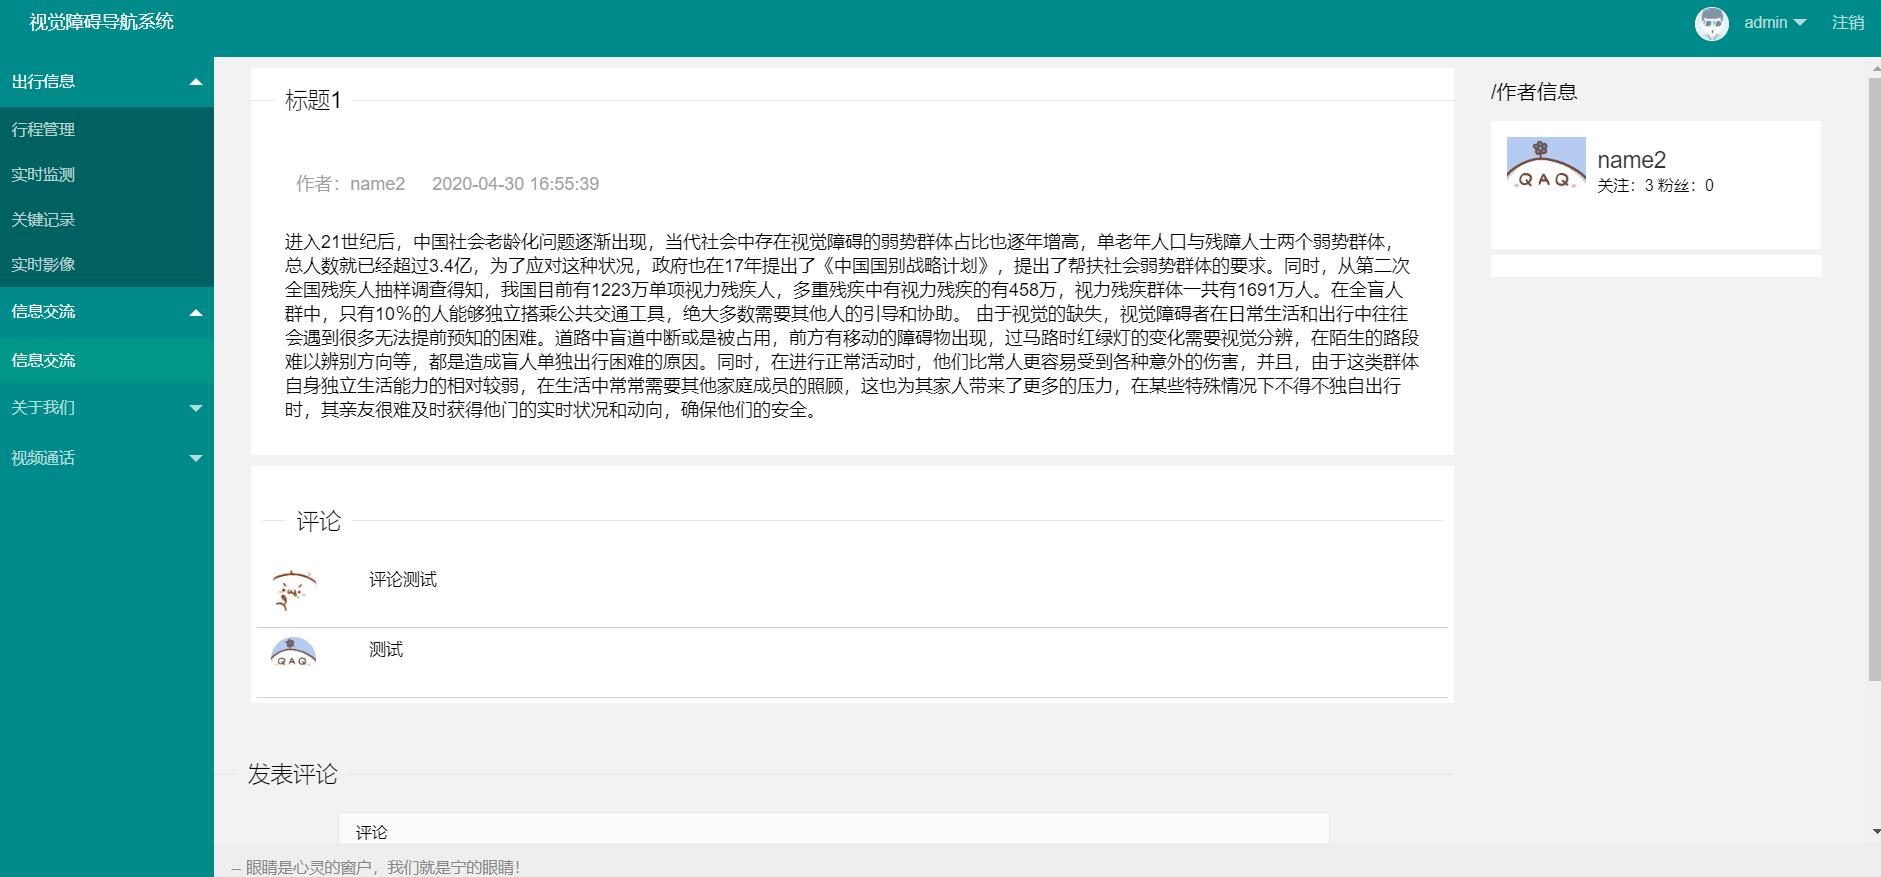 视觉障碍导航系统
admin
注销
出行信息
行程管理
实时监测
关键记录
实时影像
信息交流
信息交流
关于我们
视频通话
标题1
作者：name2 2020-04-30 16:55:39
进入21世纪后，中国社会老龄化问题逐渐出现，当代社会中存在视觉障碍的弱势群体占比也逐年增高，单老年人口与残障人士两个弱势群体，
总人数就已经超过3.4亿，为了应对这种状况，政府也在17年提出了《中国国别战略计划》，提出了帮扶社会弱势群体的要求。同时，从第二次
全国残疾人抽样调查得知，我国目前有1223万单项视力残疾人，多重残疾中有视力残疾的有458万，视力残疾群体一共有1691万人。在全盲人
群中，只有10%的人能够独立搭乘公共交通工具，绝大多数需要其他人的引导和协助。 由于视觉的缺失，视觉障碍者在日常生活和出行中往往
会遇到很多无法提前预知的困难。道路中盲道中断或是被占用，前方有移动的障碍物出现，过马路时红绿灯的变化需要视觉分辨，在陌生的路段
难以辨别方向等，都是造成盲人单独出行困难的原因。同时，在进行正常活动时，他们比常人更容易受到各种意外的伤害，并且，由于这类群体
自身独立生活能力的相对较弱，在生活中常常需要其他家庭成员的照顾，这也为其家人带来了更多的压力，在某些特殊情况下不得不独自出行
时，其亲友很难及时获得他门的实时状况和动向，确保他们的安全。
评论
评论测试
QAQ
测试
发表评论
评论
/作者信息
QAQ
name2
关注：3 粉丝：0
-- 眼睛是心灵的窗户，我们就是宁的眼睛！